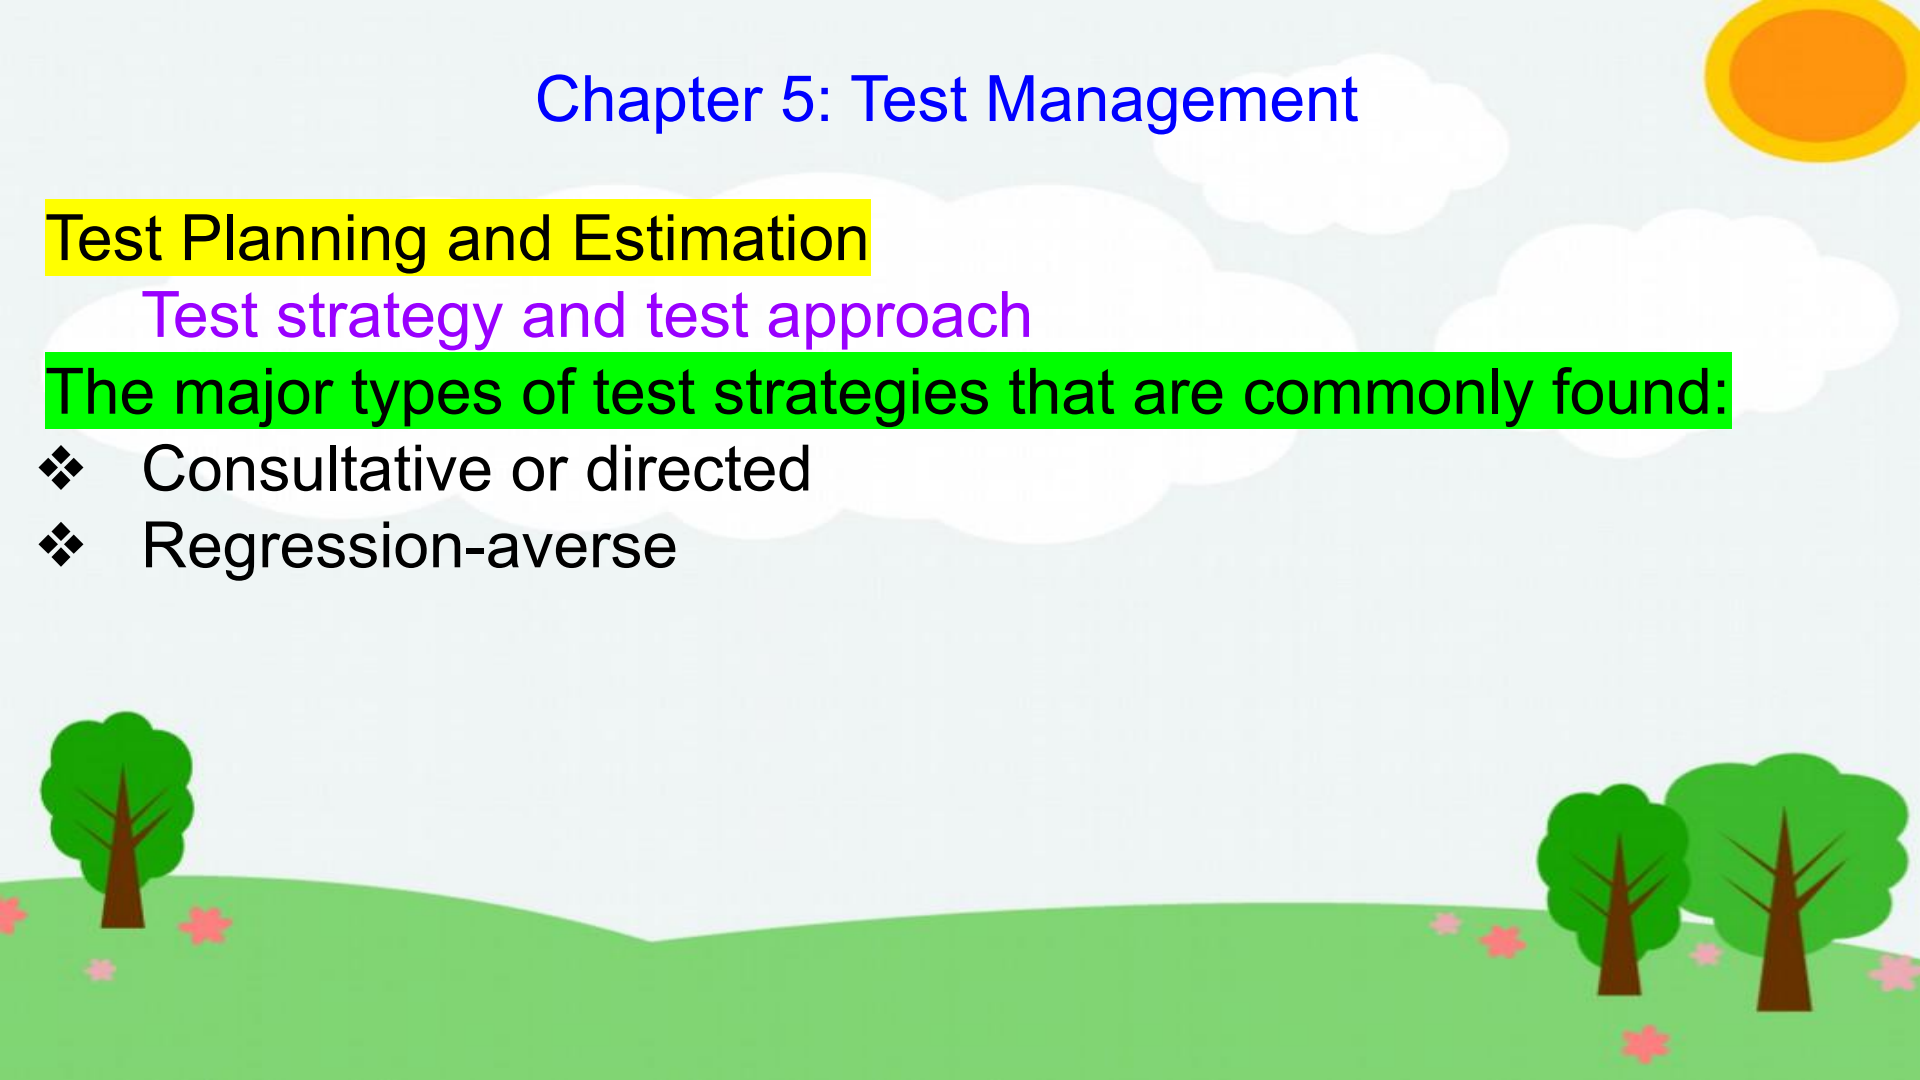 Chapter 5: Test Management
Test Planning and Estimation
Test strategy and test approach
The major types of test strategies that are commonly found:
❖ Consultative or directed
❖ Regression-averse